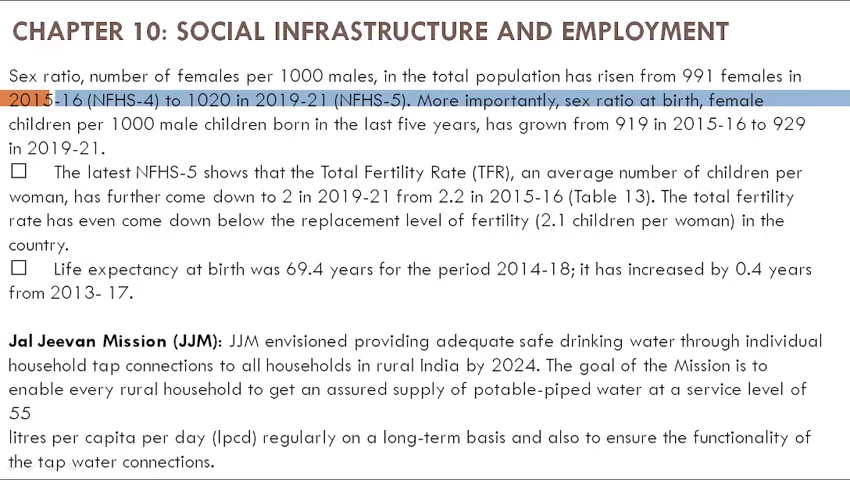 CHAPTER 10: SOCIAL INFRASTRUCTURE AND EMPLOYMENT
Sex ratio, number of females per 1000 males, in the total population has risen from 991 females in
2015-16 (NFHS-4) to 1020 in 2019-21 (NFHS-5). More importantly, sex ratio at birth, female
children per 1000 male children born in the last five years, has grown from 919 in 2015-16 to 929
in 2019-21.
☐ The latest NFHS-5 shows that the Total Fertility Rate (TFR), an average number of children per
woman, has further come down to 2 in 2019-21 from 2.2 in 2015-16 (Table 13). The total fertility
rate has even come down below the replacement level of fertility (2.1 children per woman) in the
country.
☐ Life expectancy at birth was 69.4 years for the period 2014-18; it has increased by 0.4 years
from 2013- 17.
Jal Jeevan Mission (JJM): JJM envisioned providing adequate safe drinking water through individual
household tap connections to all households in rural India by 2024. The goal of the Mission is to
enable every rural household to get an assured supply of potable-piped water at a service level of
55
litres per capita per day (lpcd) regularly on a long-term basis and also to ensure the functionality of
the tap water connections.